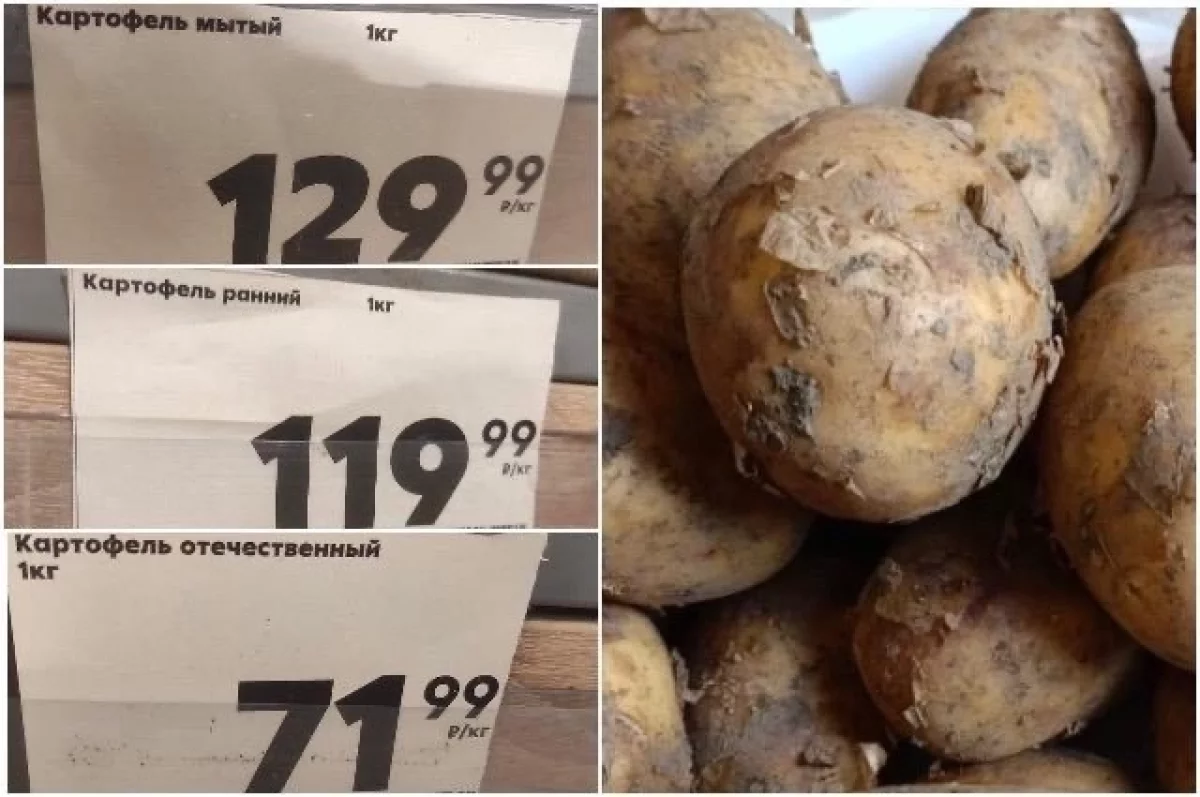 Картофель мытый 1кг
129 99
₽/кг
Картофель ранний 1кг
119 99
₽/кг
Картофель отечественный
1кг
71 99
₽/кг